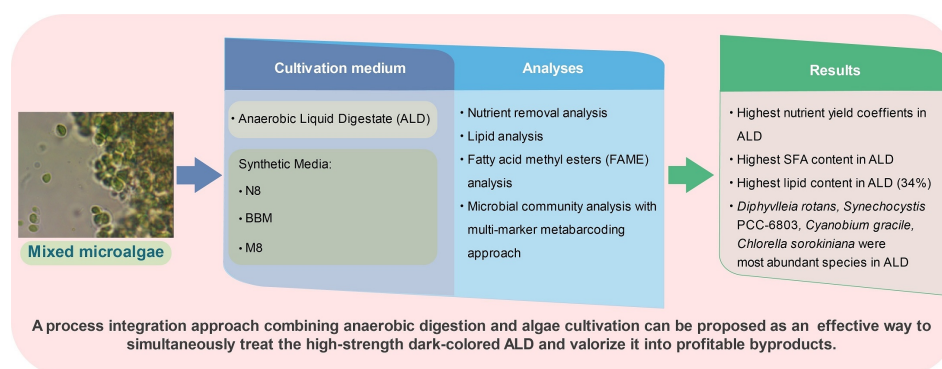 Mixed microalgae
Cultivation medium
• Anaerobic Liquid Digestate (ALD)
Synthetic Media:
• N8
• BBM
• M8
Analyses
• Nutrient removal analysis
• Lipid analysis
• Fatty acid methyl esters (FAME)
analysis
• Microbial community analysis with
multi-marker metabarcoding
approach
Results
• Highest nutrient yield coeffients in
ALD
• Highest SFA content in ALD
• Highest lipid content in ALD (34%)
• Diphyvlleia rotans, Synechocystis
PCC-6803, Cyanobium gracile,
Chlorella sorokiniana were
most abundant species in ALD
A process integration approach combining anaerobic digestion and algae cultivation can be proposed as an effective way to
simultaneously treat the high-strength dark-colored ALD and valorize it into profitable byproducts.